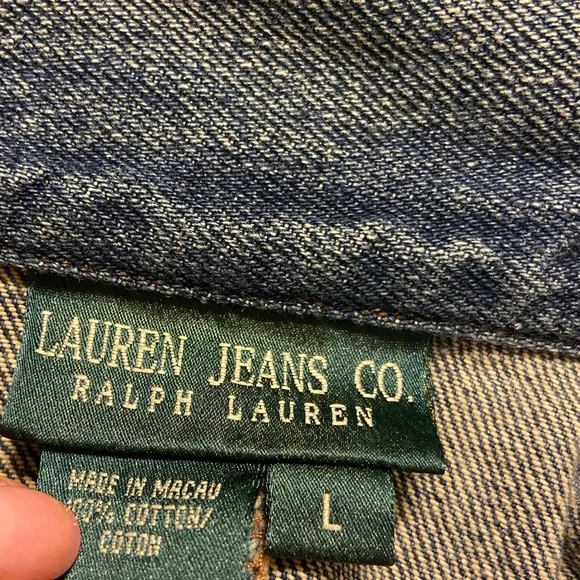 LAUREN JEANS CO.
RALPH LAUREN
MADE IN MACAU
100% COTTON/
COTON
L